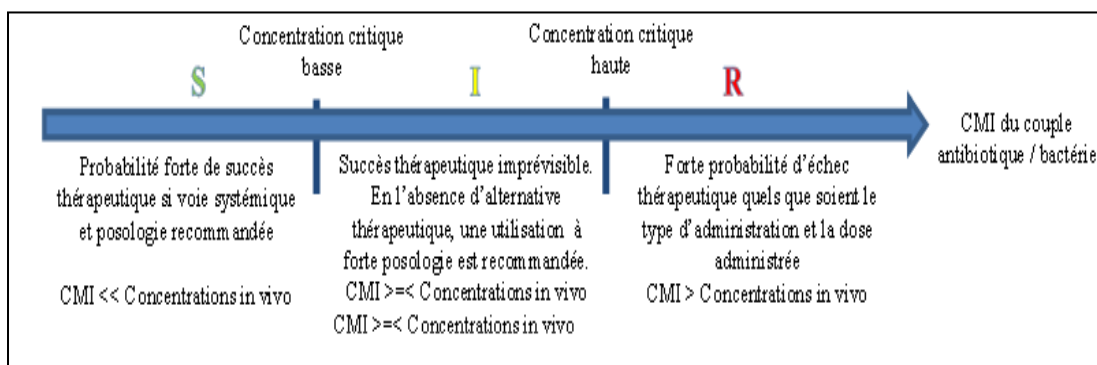 Concentration critique
basse
Concentration critique
haute
S
I
R
CMI du couple
antibiotique / bactérie
Probabilité forte de succès
thérapeutique si voie systémique
et posologie recommandée
CMI << Concentrations in vivo
Succès thérapeutique imprévisible.
En l’absence d’alternative
thérapeutique, une utilisation à
forte posologie est recommandée.
CMI >=< Concentrations in vivo
CMI >=< Concentrations in vivo
Forte probabilité d’échec
thérapeutique quels que soient le
type d’administration et la dose
administrée
CMI > Concentrations in vivo